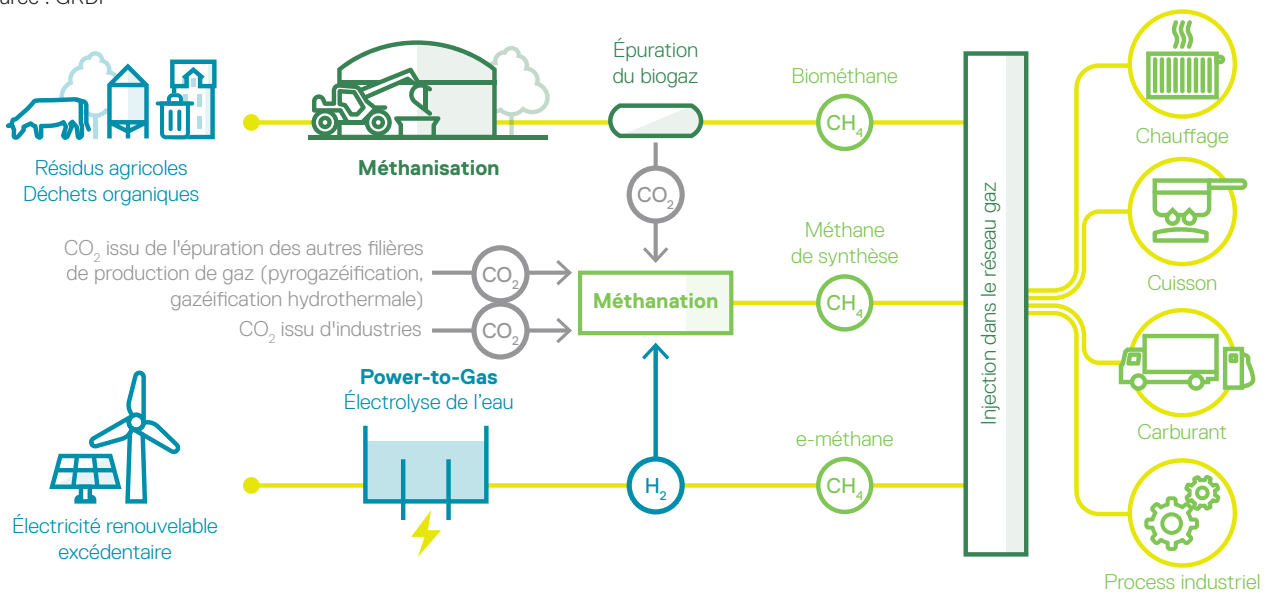 Épuration
du biogaz
Biométhane
CH4
Chauffage
Résidus agricoles
Déchets organiques
Méthanisation
CO2
CO2 issu de l'épuration des autres filières
de production de gaz (pyrogazéification,
gazéification hydrothermale)
CO2
CO2 issu d'industries
CO2
Méthanation
Méthane
de synthèse
CH4
Injection dans le réseau gaz
Cuisson
Power-to-Gas
Électrolyse de l'eau
H2
e-méthane
CH4
Carburant
Électricité renouvelable
excédentaire
Process industriel